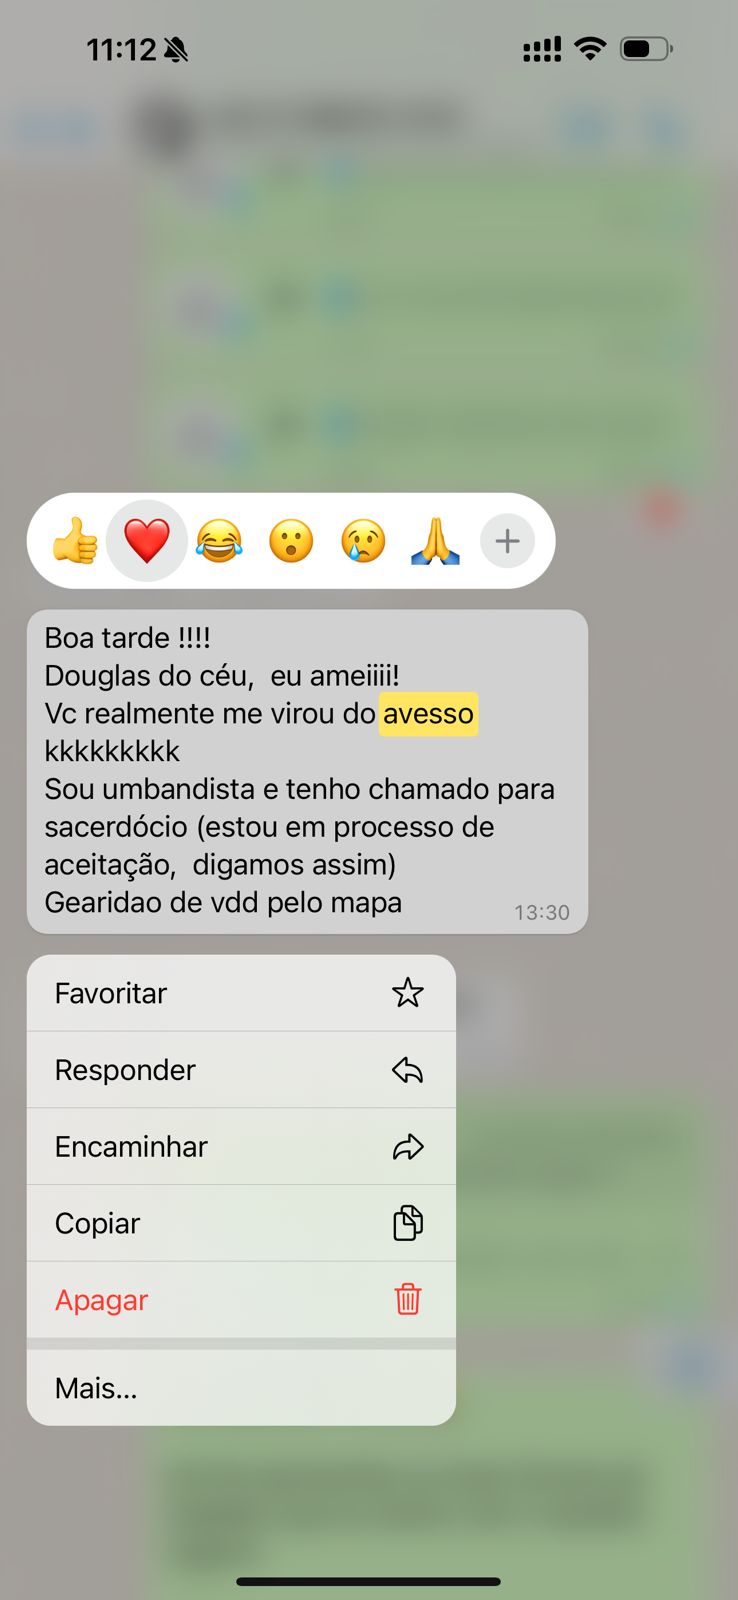 11:12
Boa tarde !!!!
Douglas do céu,  eu ameiiii!
Vc realmente me virou do avesso
kkkkkkkkk
Sou umbandista e tenho chamado para
sacerdócio (estou em processo de
aceitação,  digamos assim)
Gearidao de vdd pelo mapa
13:30
Favoritar
Responder
Encaminhar
Copiar
Apagar
Mais...